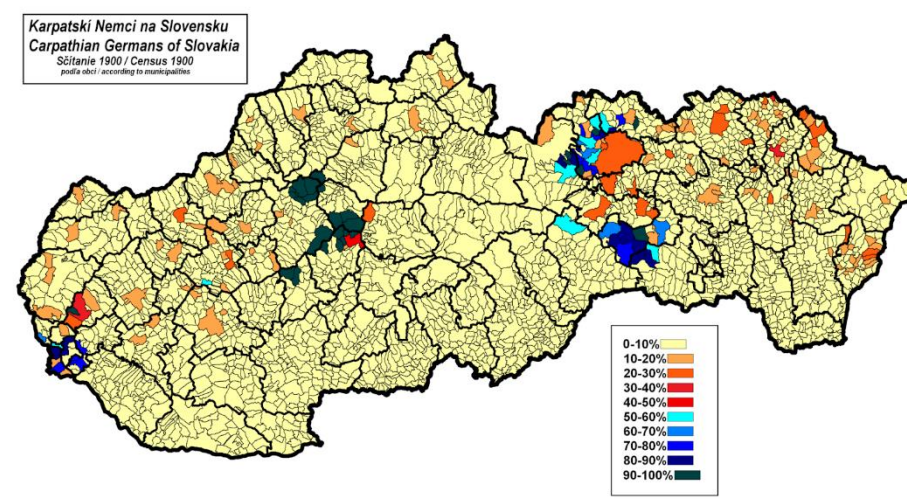 Karpatskí Nemci na Slovensku
Carpathian Germans of Slovakia
Sčítanie 1900 / Census 1900
podľa obcí / according to municipalities
0-10%
10-20%
20-30%
30-40%
40-50%
50-60%
60-70%
70-80%
80-90%
90-100%